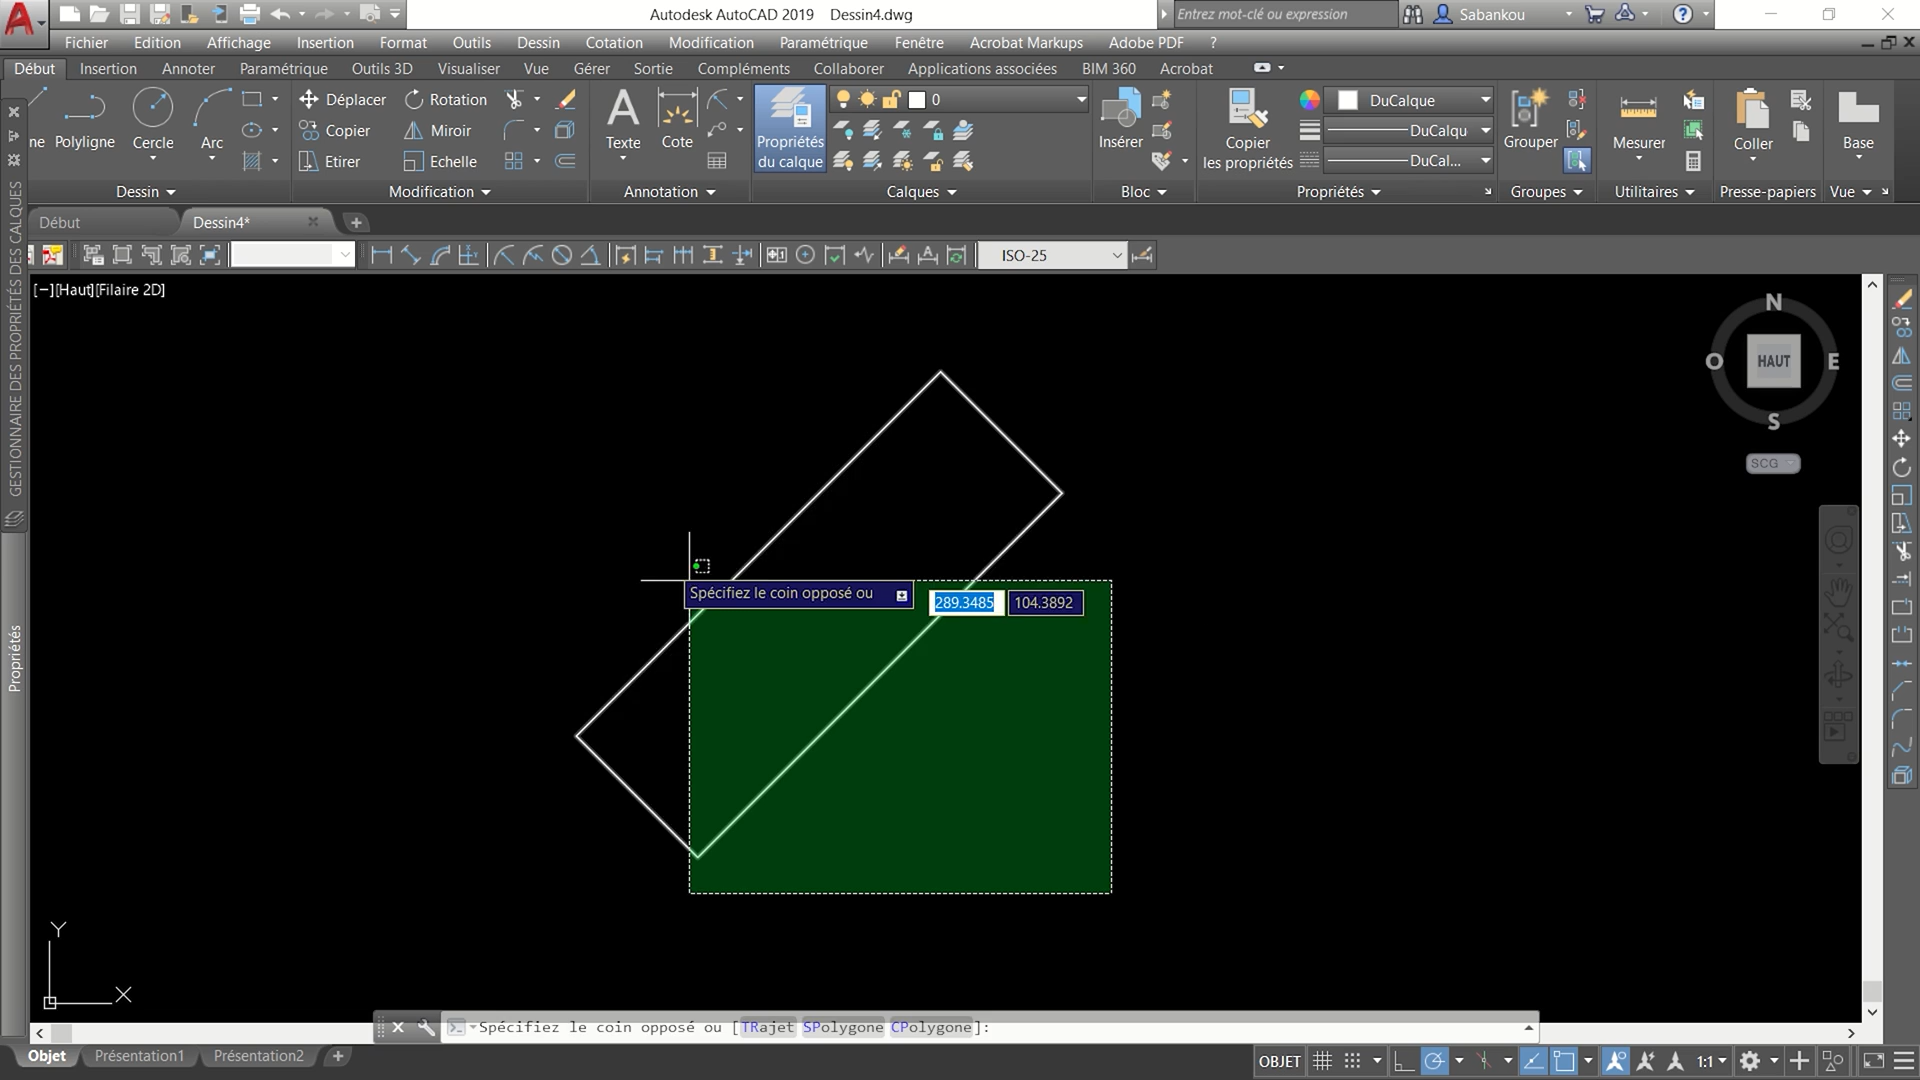 Autodesk AutoCAD 2019 Dessin4.dwg
Entrez mot-clé ou expression
Sabankou
Fichier Edition Affichage Insertion Format Outils Dessin Cotation Modification Paramétrique Fenêtre Acrobat Markups Adobe PDF ?
Début Insertion Annoter Paramétrique Outils 3D Visualiser Vue Gérer Sortie Compléments Collaborer Applications associées BIM 360 Acrobat
ne Polyligne Cercle Arc
Déplacer Rotation
Copier Miroir
Etirer Echelle
Texte Cote
Propriétés
du calque
0
Insérer
Copier
les propriétés
DuCalque
DuCalqu
DuCal...
Grouper Mesurer Coller Base
Dessin Modification Annotation Calques Bloc Propriétés Groupes Utilitaires Presse-papiers Vue
Début Dessin4*
ISO-25
GESTIONNAIRE DES PROPRIÉTÉS DES CALQUES
Propriétés
[−][Haut][Filaire 2D]
N
O HAUT E
S
SCG
Spécifiez le coin opposé ou
289.3485 104.3892
Y
X
Spécifiez le coin opposé ou [TRajet SPolygone CPolygone]:
Objet Présentation1 Présentation2 +
OBJET 1:1